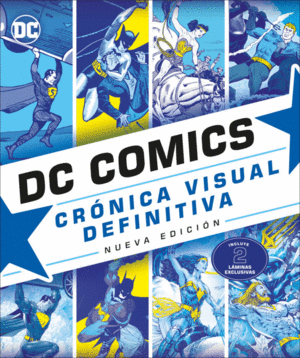 DC
DC COMICS
CRÓNICA VISUAL
DEFINITIVA
NUEVA EDICIÓN
INCLUYE
2
LÁMINAS
EXCLUSIVAS